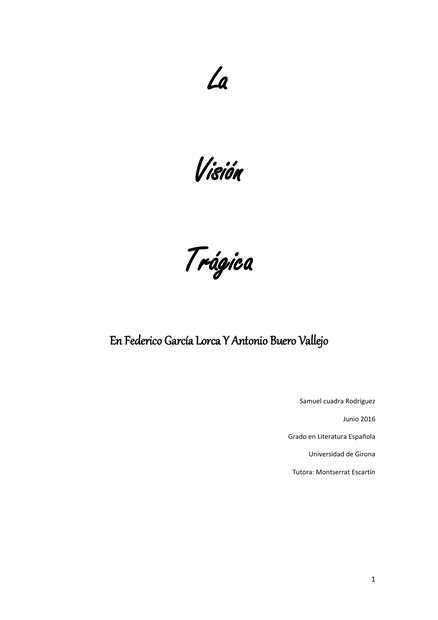 La
Visión
Trágica
En Federico García Lorca Y Antonio Buero Vallejo
Samuel cuadra Rodríguez
Junio 2016
Grado en Literatura Española
Universidad de Girona
Tutora: Montserrat Escartín
1